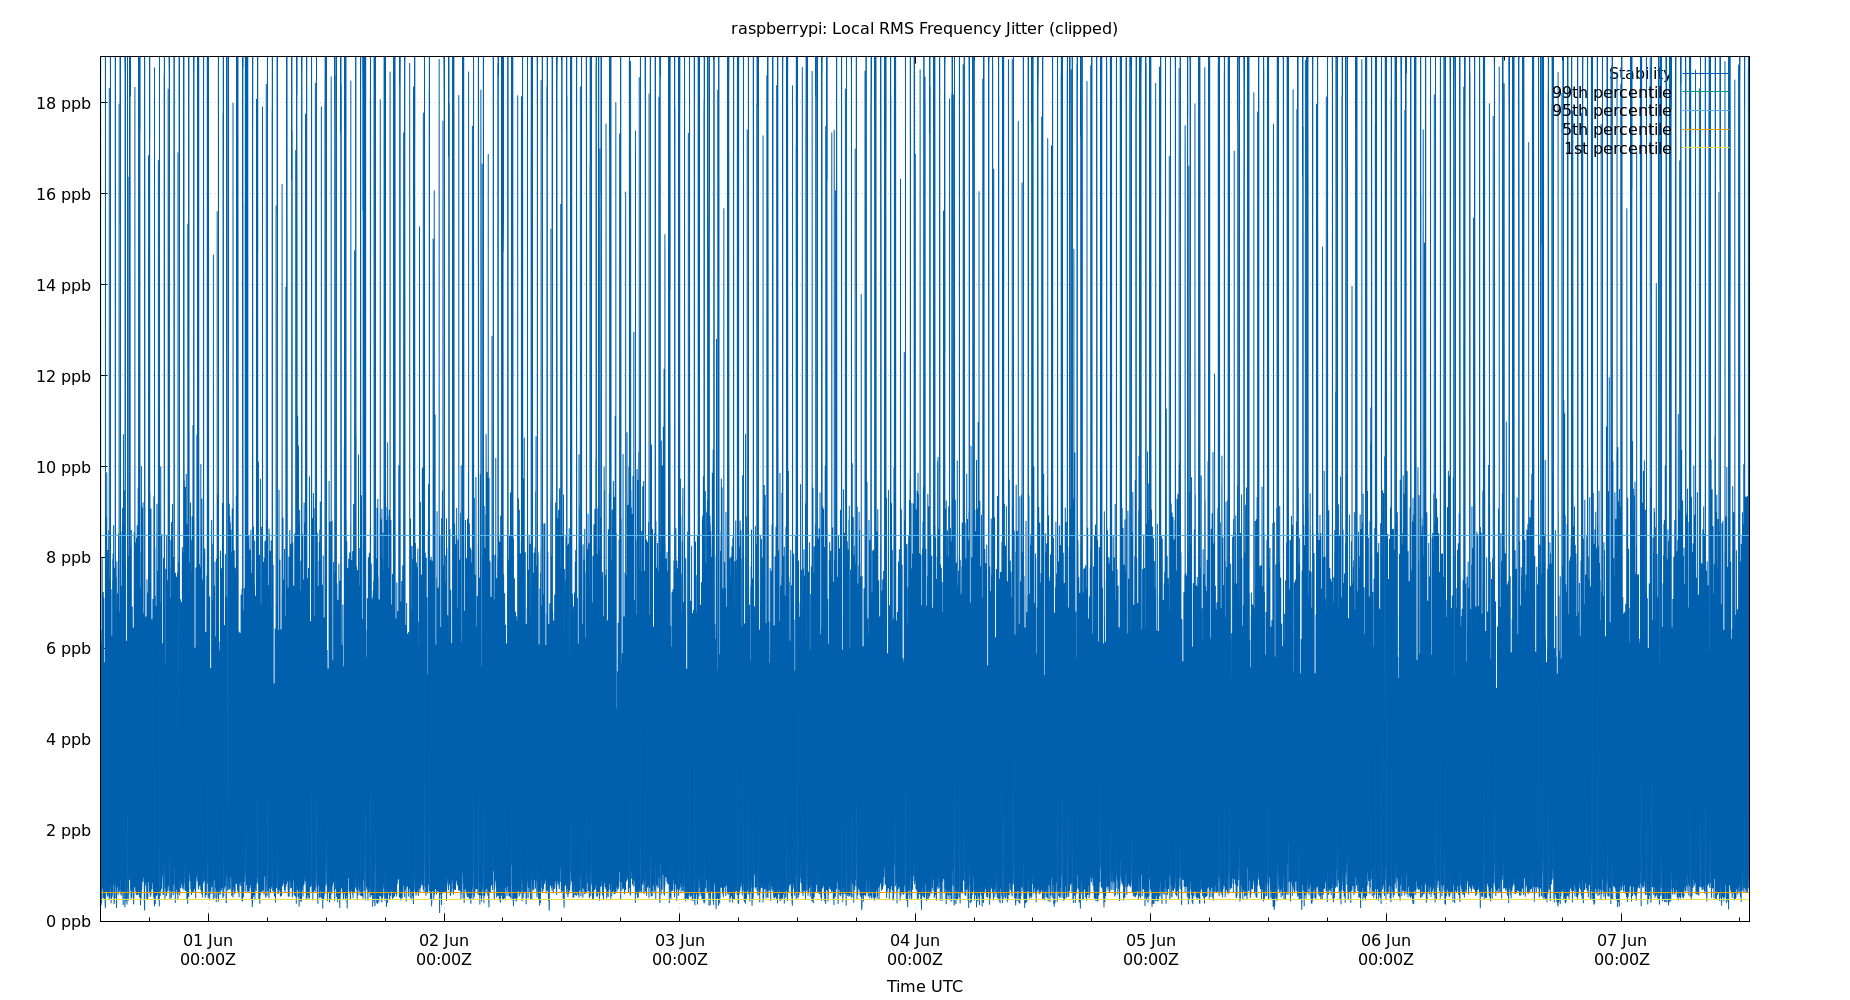 raspberrypi: Local RMS Frequency Jitter (clipped)
Stability
99th percentile
95th percentile
5th percentile
1st percentile
18 ppb
16 ppb
14 ppb
12 ppb
10 ppb
8 ppb
6 ppb
4 ppb
2 ppb
0 ppb
01 Jun 02 Jun 03 Jun 04 Jun 05 Jun 06 Jun 07 Jun
00:00Z 00:00Z 00:00Z 00:00Z 00:00Z 00:00Z 00:00Z
Time UTC